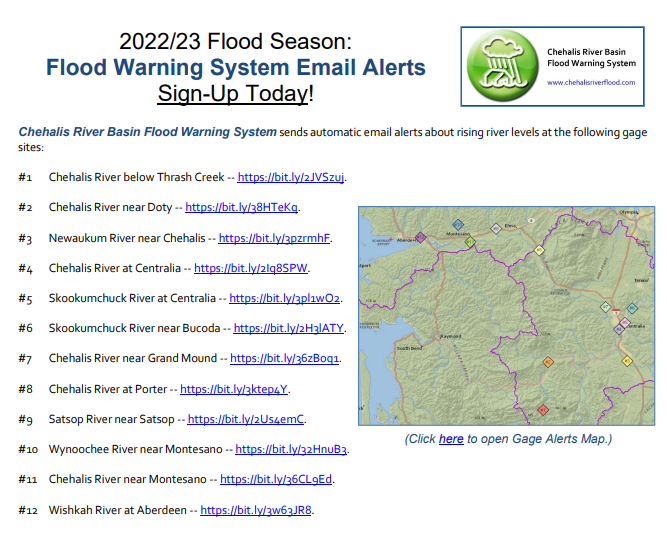 2022/23 Flood Season:
Flood Warning System Email Alerts
Sign-Up Today!
Chehalis River Basin
Flood Warning System
www.chehalisriverflood.com
Chehalis River Basin Flood Warning System sends automatic email alerts about rising river levels at the following gage
sites:
#1 Chehalis River below Thrash Creek -- https://bit.ly/2JVSzuj.
#2 Chehalis River near Doty -- https://bit.ly/38HTeKq.
#3 Newaukum River near Chehalis -- https://bit.ly/3pzrmhF.
#4 Chehalis River at Centralia -- https://bit.ly/2Iq8SPW.
#5 Skookumchuck River at Centralia -- https://bit.ly/3pl1wO2.
#6 Skookumchuck River near Bucoda -- https://bit.ly/2H3lATY.
#7 Chehalis River near Grand Mound -- https://bit.ly/36zBoq1.
#8 Chehalis River at Porter -- https://bit.ly/3ktep4Y.
#9 Satsop River near Satsop -- https://bit.ly/2Us4emC.
#10 Wynoochee River near Montesano -- https://bit.ly/32HnuB3.
#11 Chehalis River near Montesano -- https://bit.ly/36CL9Ed.
#12 Wishkah River at Aberdeen -- https://bit.ly/3w63JR8.
Olympia
Elma
Montesano
Aberdeen
Tenino
Centralia
Raymond
South Bend
(Click here to open Gage Alerts Map.)